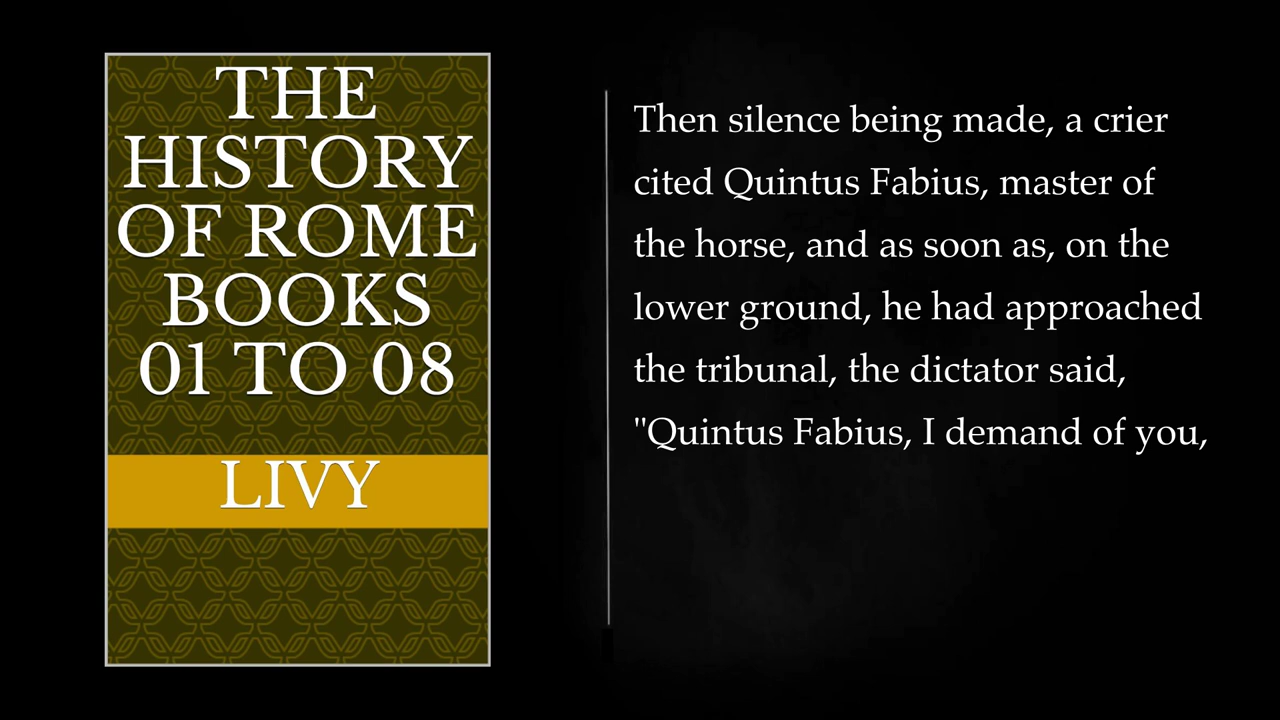 THE
HISTORY
OF ROME
BOOKS
01 TO 08
LIVY
Then silence being made, a crier
cited Quintus Fabius, master of
the horse, and as soon as, on the
lower ground, he had approached
the tribunal, the dictator said,
"Quintus Fabius, I demand of you,